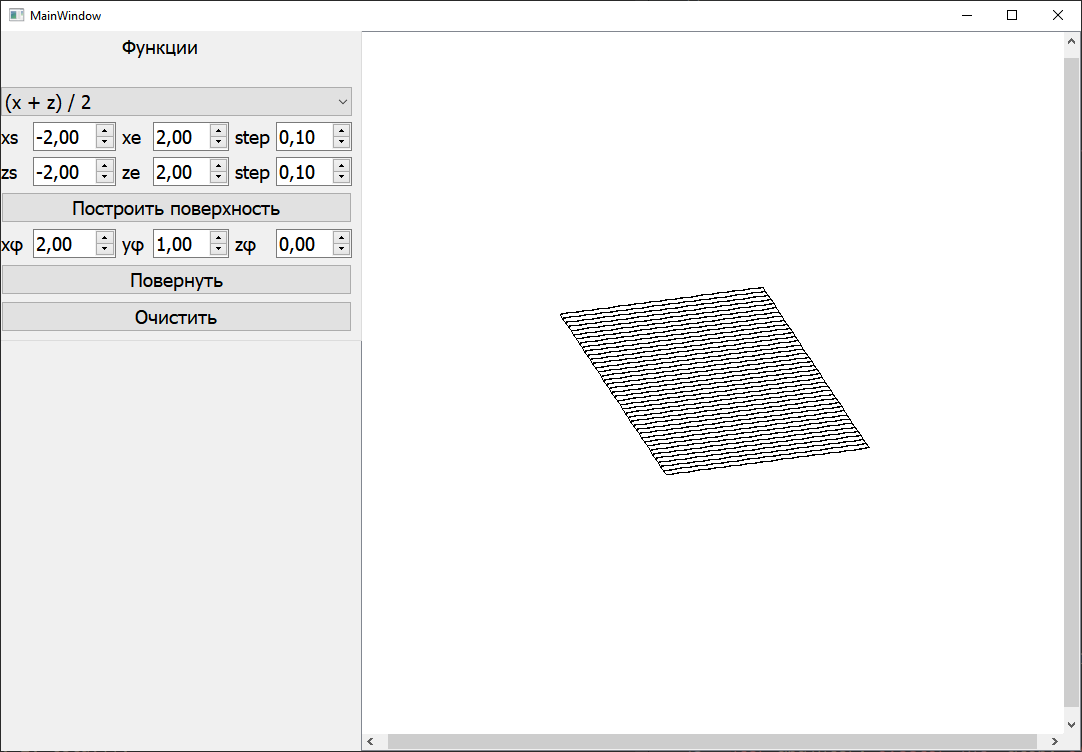 MainWindow
Функции
(x + z) / 2
xs -2,00 xe 2,00 step 0,10
zs -2,00 ze 2,00 step 0,10
Построить поверхность
xφ 2,00 yφ 1,00 zφ 0,00
Повернуть
Очистить